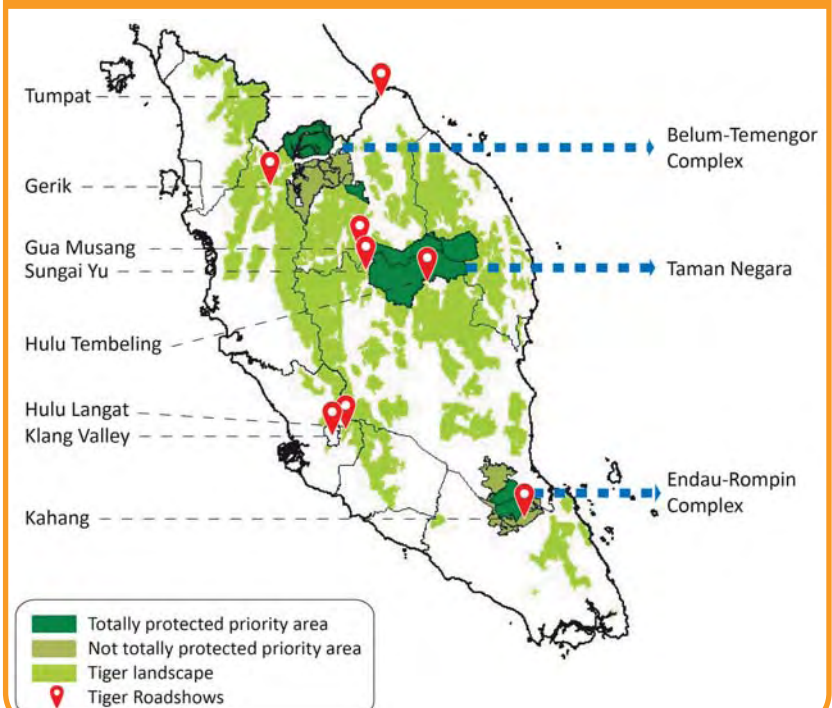 Tumpat
Gerik
Gua Musang
Sungai Yu
Hulu Tembeling
Hulu Langat
Klang Valley
Kahang
Belum-Temengor
Complex
Taman Negara
Endau-Rompin
Complex
Totally protected priority area
Not totally protected priority area
Tiger landscape
Tiger Roadshows